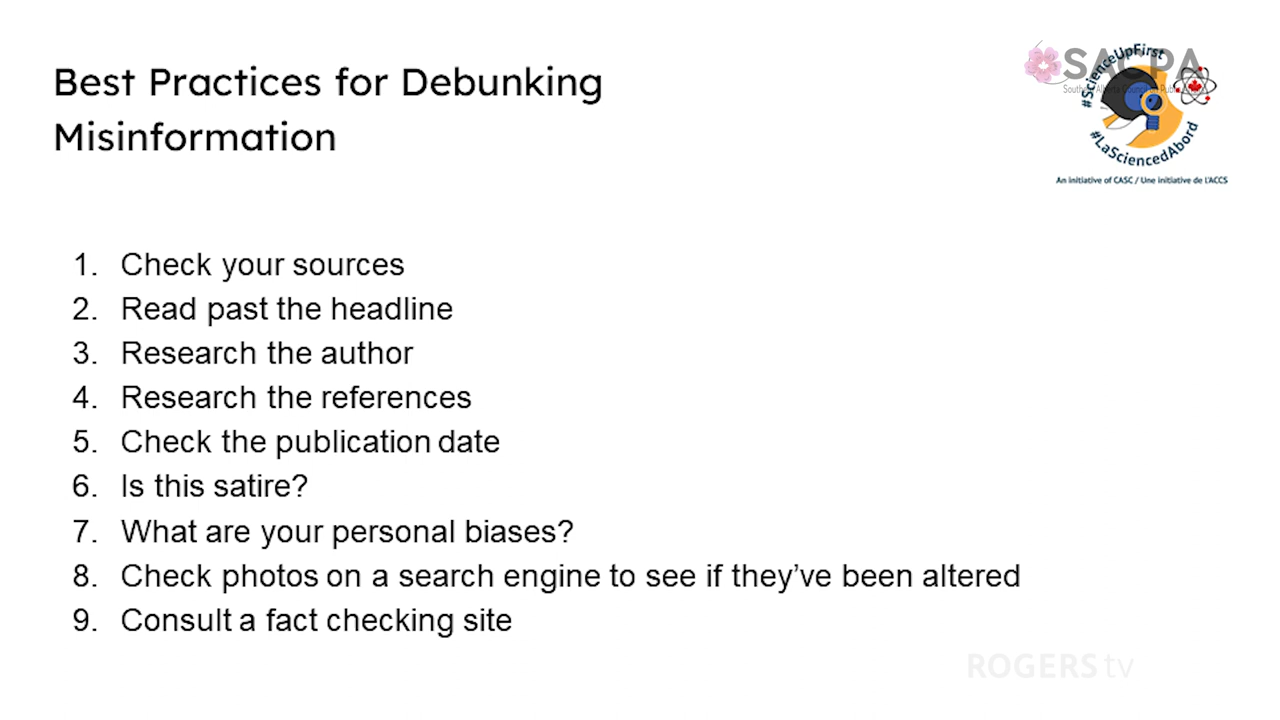 Best Practices for Debunking
Misinformation
SACPA
#ScienceUpFirst
#LaSciencedAbord
An initiative of CASC / Une initiative de l'ACCS
1. Check your sources
2. Read past the headline
3. Research the author
4. Research the references
5. Check the publication date
6. Is this satire?
7. What are your personal biases?
8. Check photos on a search engine to see if they've been altered
9. Consult a fact checking site
ROGERS tv